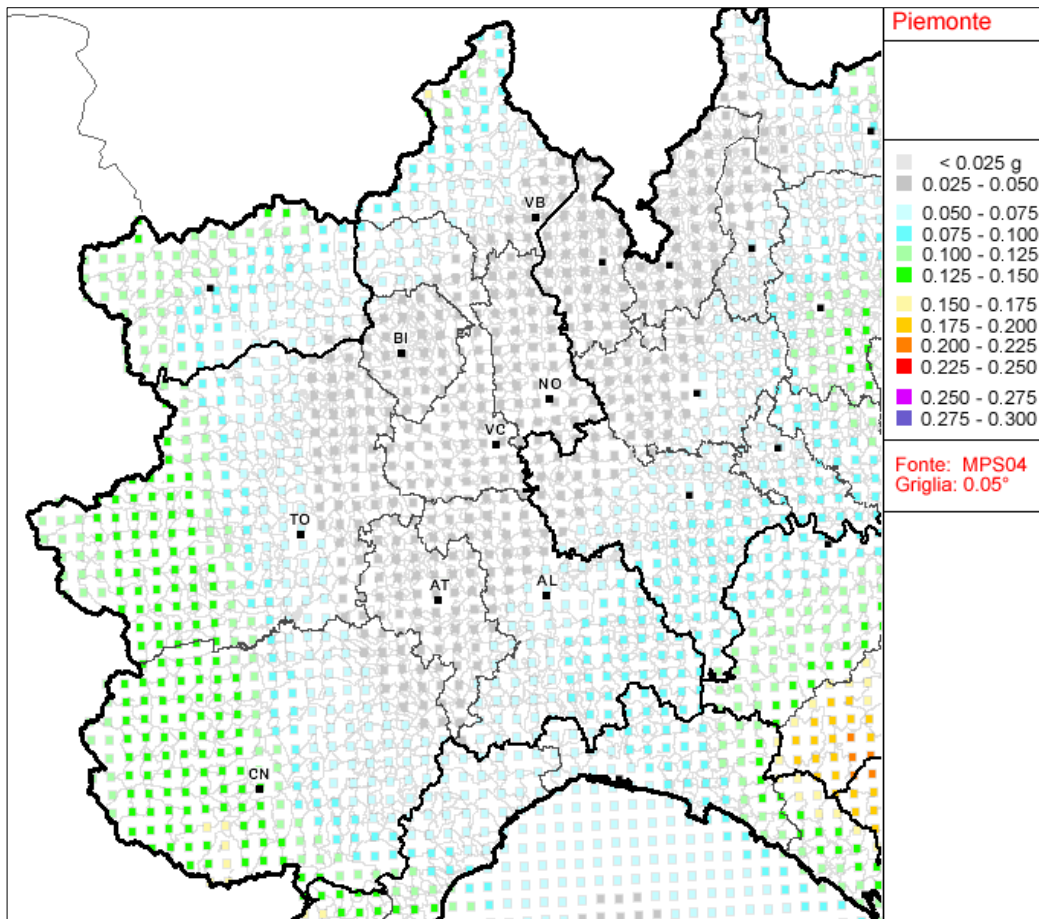 Piemonte
< 0.025 g
0.025 - 0.050
0.050 - 0.075
0.075 - 0.100
0.100 - 0.125
0.125 - 0.150
0.150 - 0.175
0.175 - 0.200
0.200 - 0.225
0.225 - 0.250
0.250 - 0.275
0.275 - 0.300
Fonte: MPS04
Griglia: 0.05°
VB
BI
NO
VC
TO
AT
AL
CN